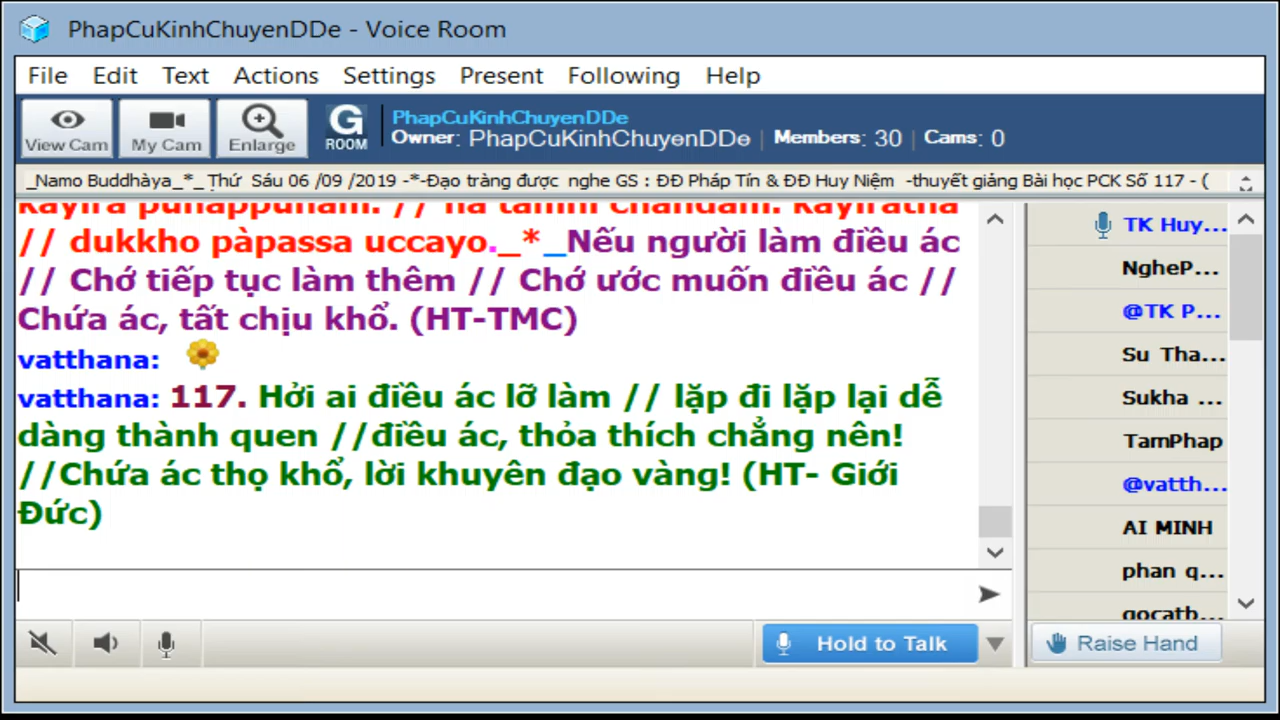 PhapCuKinhChuyenDDe - Voice Room
File Edit Text Actions Settings Present Following Help
View Cam My Cam Enlarge G ROOM
PhapCuKinhChuyenDDe
Owner: PhapCuKinhChuyenDDe | Members: 30 | Cams: 0
_Namo Buddhàya_*_ Thứ Sáu 06 /09 /2019 -*-Đạo tràng được nghe GS : ĐĐ Pháp Tín & ĐĐ Huy Niệm -thuyết giảng Bài học PCK Số 117 - (
// dukkho pàpassa uccayo._*_Nếu người làm điều ác
// Chớ tiếp tục làm thêm // Chớ ước muốn điều ác //
Chứa ác, tất chịu khổ. (HT-TMC)
vatthana:
vatthana: 117. Hởi ai điều ác lỡ làm // lặp đi lặp lại dễ
dàng thành quen //điều ác, thỏa thích chẳng nên!
//Chứa ác thọ khổ, lời khuyên đạo vàng! (HT- Giới
Đức)
TK Huy...
NgheP...
@TK P...
Su Tha...
Sukha ...
TamPhap
@vatth...
AI MINH
phan q...
gocatb...
Hold to Talk
Raise Hand